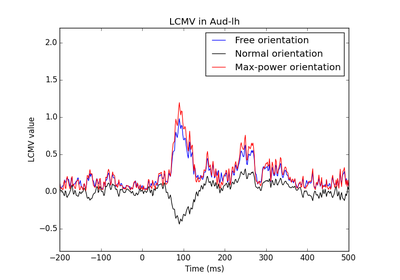 LCMV in Aud-lh
Free orientation
Normal orientation
Max-power orientation
LCMV value
2.0
1.5
1.0
0.5
0.0
−0.5
−200
−100
0
100
200
300
400
500
Time (ms)